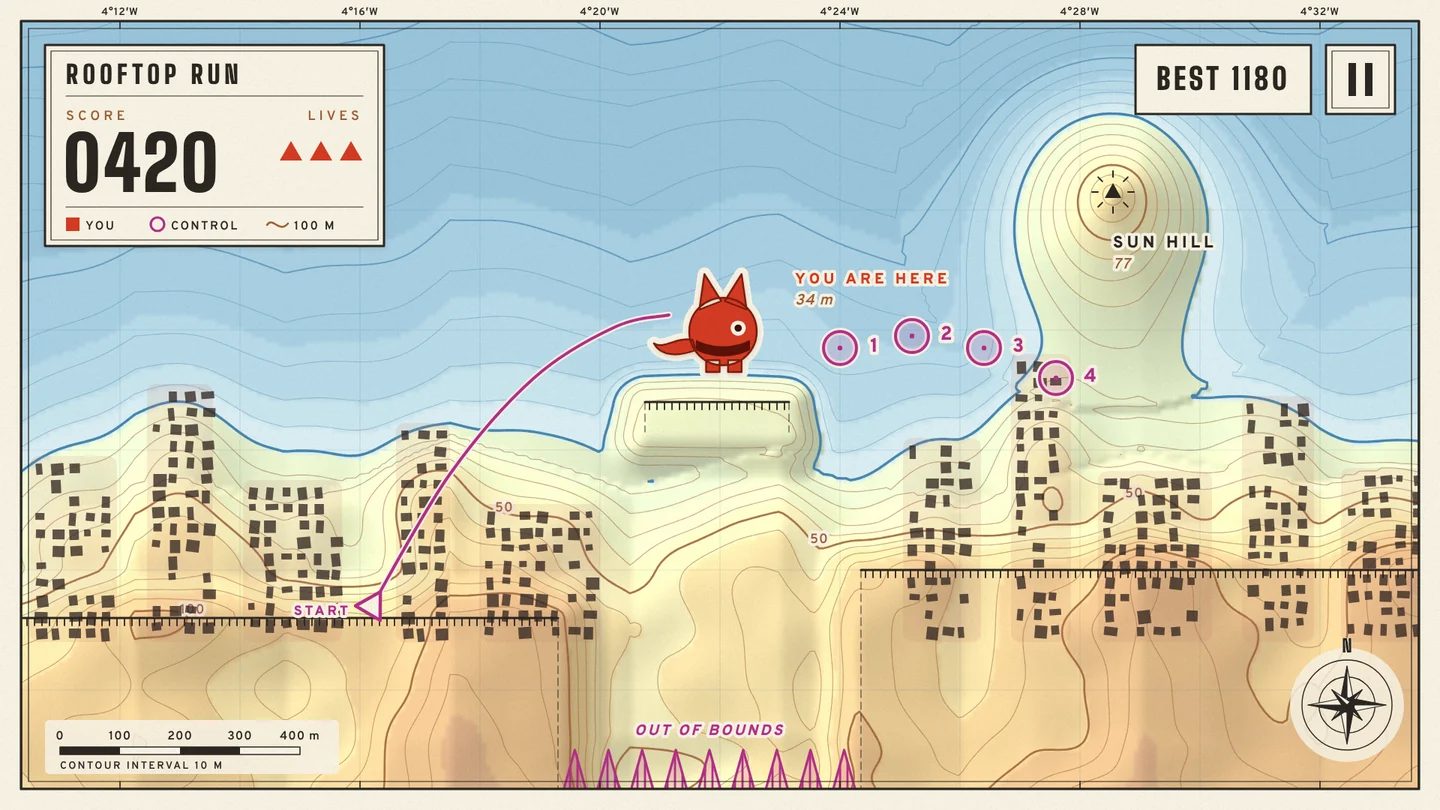 4°12'W 4°16'W 4°20'W 4°24'W 4°28'W 4°32'W
ROOFTOP RUN
SCORE LIVES
0420
YOU CONTROL 100 M
BEST 1180
SUN HILL
77
YOU ARE HERE
34 m
1 2 3 4
50
50
50
100
START
N
OUT OF BOUNDS
0 100 200 300 400 m
CONTOUR INTERVAL 10 M